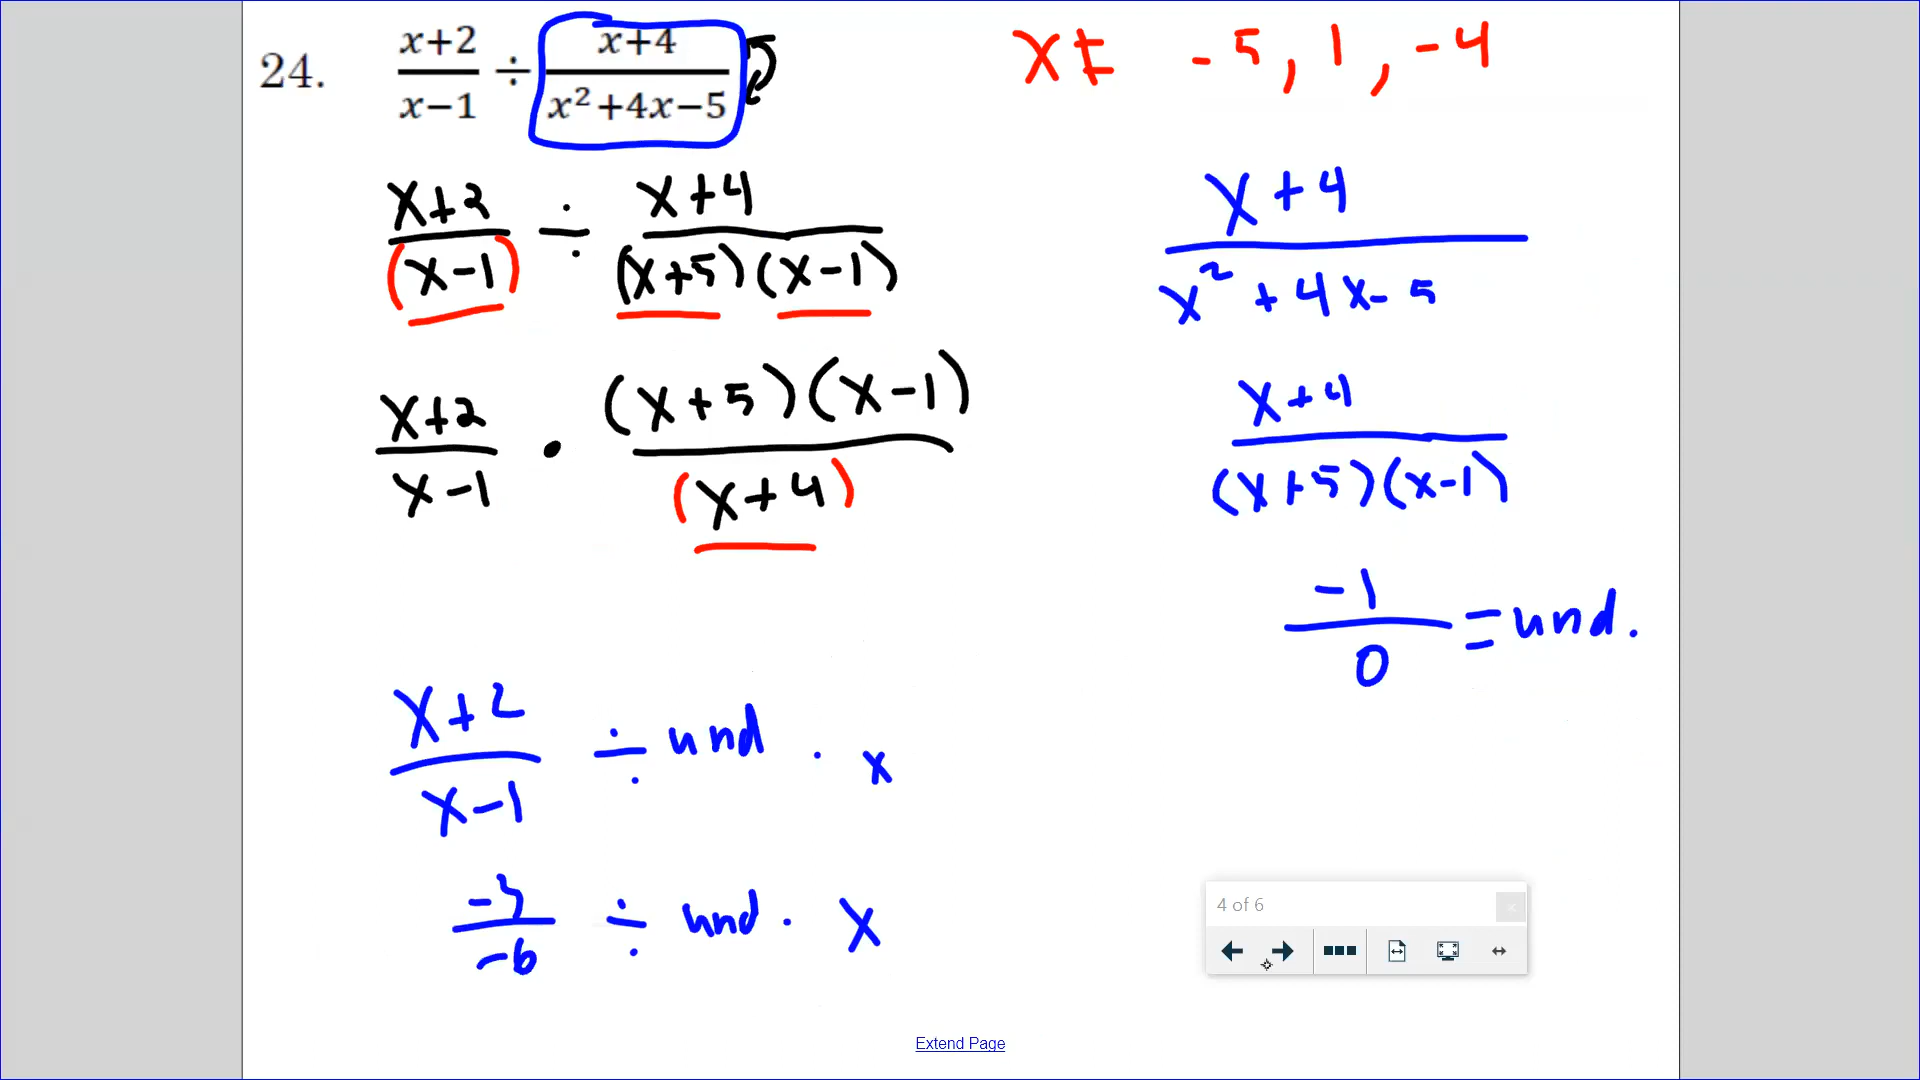 24. x+2/x−1 ÷ x+4/x²+4x−5
x ≠ -5, 1, -4
x+2/(x-1) ÷ x+4/(x+5)(x-1)
x+4/x²+4x-5
x+2/x-1 · (x+5)(x-1)/(x+4)
x+4/(x+5)(x-1)
-1/0 = und.
x+2/x-1 ÷ und. x
-3/-6 ÷ und. x
4 of 6
Extend Page